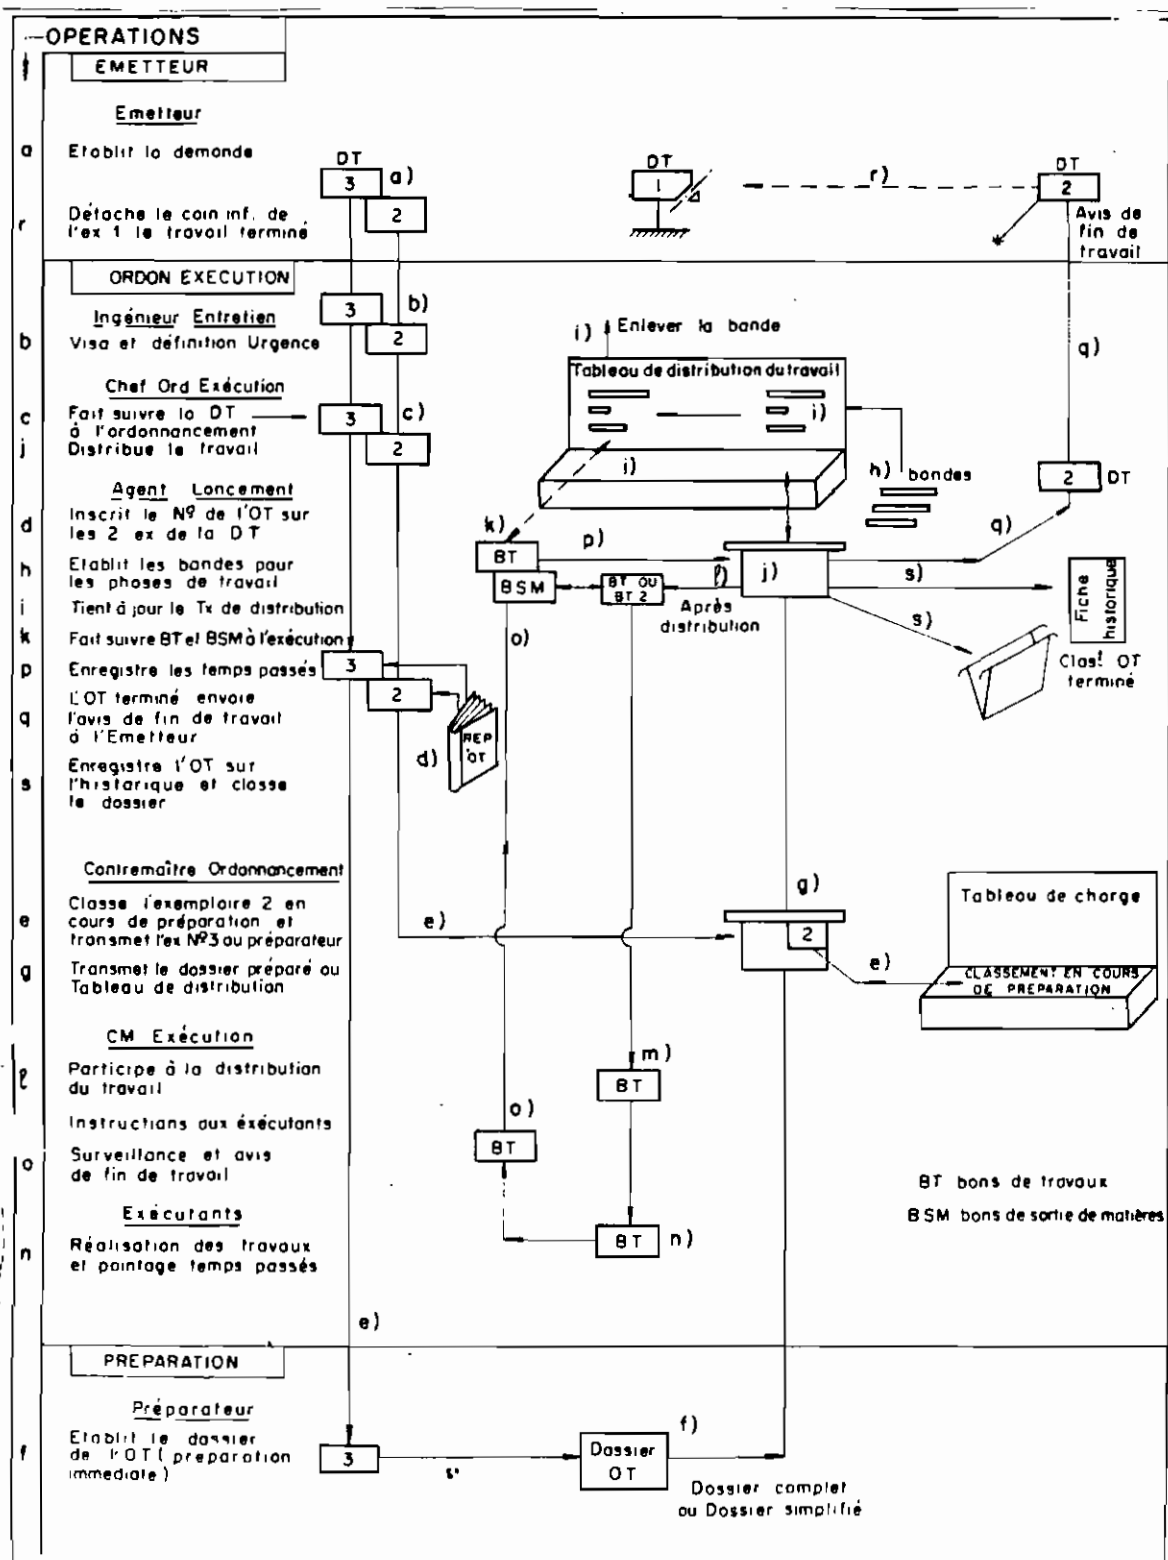 OPERATIONS
EMETTEUR
Emetteur
a Etablit la demande
r Détache le coin inf. de
l'ex 1 le travail terminé
DT
3 a)
2
DT
1
r)
DT
2
Avis de
fin de
travail
ORDON EXECUTION
Ingénieur Entretien
b Visa et définition Urgence
3 b)
2
Chef Ord Exécution
c Fait suivre la DT
à l'ordonnancement
j Distribue le travail
3 c)
2
Agent Lancement
d Inscrit le Nº de l'OT sur
les 2 ex de la DT
h Etablit les bandes pour
les phases de travail
i Tient à jour le Tx de distribution
k Fait suivre BT et BSM à l'exécution
p Enregistre les temps passés
q L'OT terminé envoie
l'avis de fin de travail
à l'Emetteur
s Enregistre l'OT sur
l'historique et classe
le dossier
3
2
d)
REP
OT
i) Enlever la bande
Tableau de distribution du travail
i)
i)
h) bandes
q)
2 DT
k)
BT
BSM
p)
BT OU
BT 2
l)
Après
distribution
j)
q)
s)
s)
Fiche
historique
Clast OT
terminé
o)
Contremaître Ordonnancement
e Classe l'exemplaire 2 en
cours de préparation et
transmet l'ex Nº3 au préparateur
g Transmet le dossier préparé au
Tableau de distribution
e)
g)
2
e)
Tableau de charge
CLASSEMENT EN COURS
DE PREPARATION
CM Exécution
l Participe à la distribution
du travail
Instructions aux éxécutants
o Surveillance et avis
de fin de travail
m)
BT
o)
BT
Exécutants
n Réalisation des travaux
et pointage temps passés
BT n)
BT bons de travaux
BSM bons de sortie de matières
e)
PREPARATION
Préparateur
f Etablit le dossier
de l'OT ( preparation
immediate )
3
Dossier
OT
f)
Dossier complet
ou Dossier simplifié